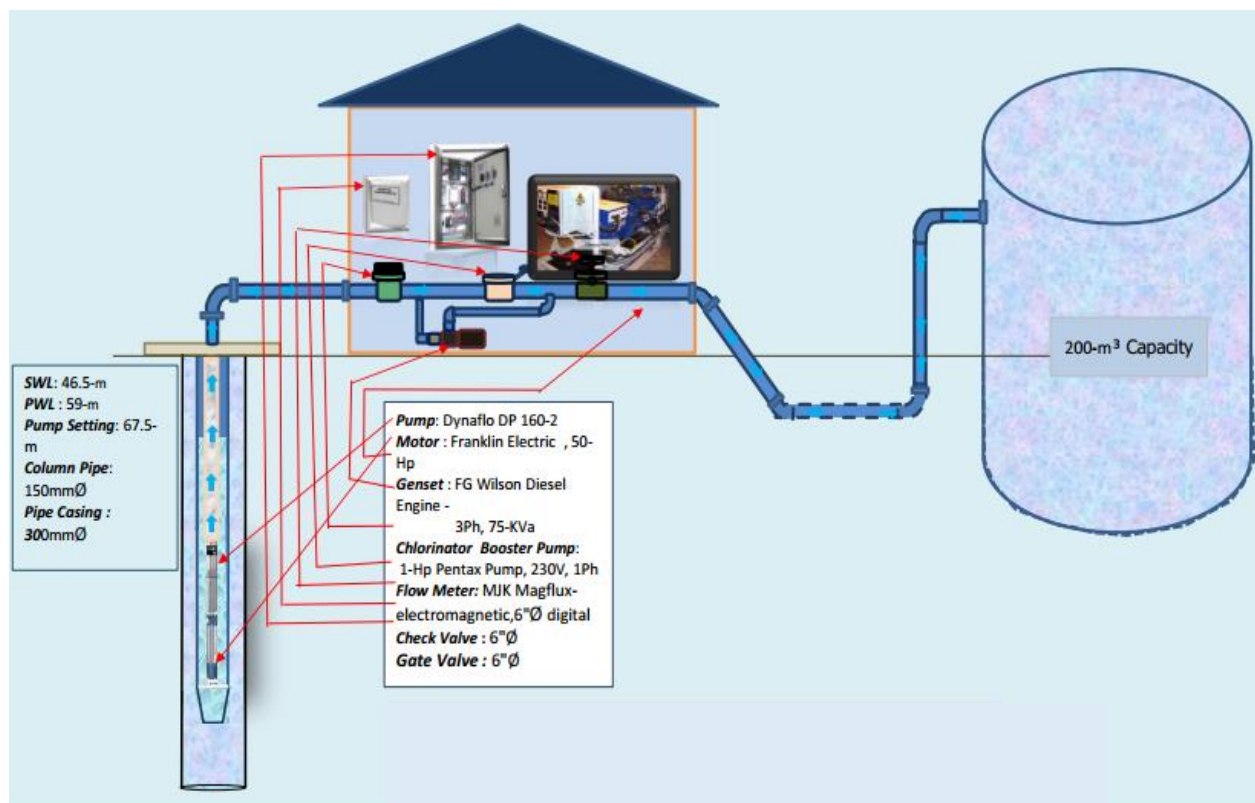 200-m³ Capacity
SWL: 46.5-m
PWL : 59-m
Pump Setting: 67.5-
m
Column Pipe:
150mmØ
Pipe Casing :
300mmØ
Pump: Dynaflo DP 160-2
Motor : Franklin Electric , 50-
Hp
Genset : FG Wilson Diesel
Engine -
3Ph, 75-KVa
Chlorinator Booster Pump:
1-Hp Pentax Pump, 230V, 1Ph
Flow Meter: MJK Magflux-
electromagnetic,6"Ø digital
Check Valve : 6"Ø
Gate Valve : 6"Ø